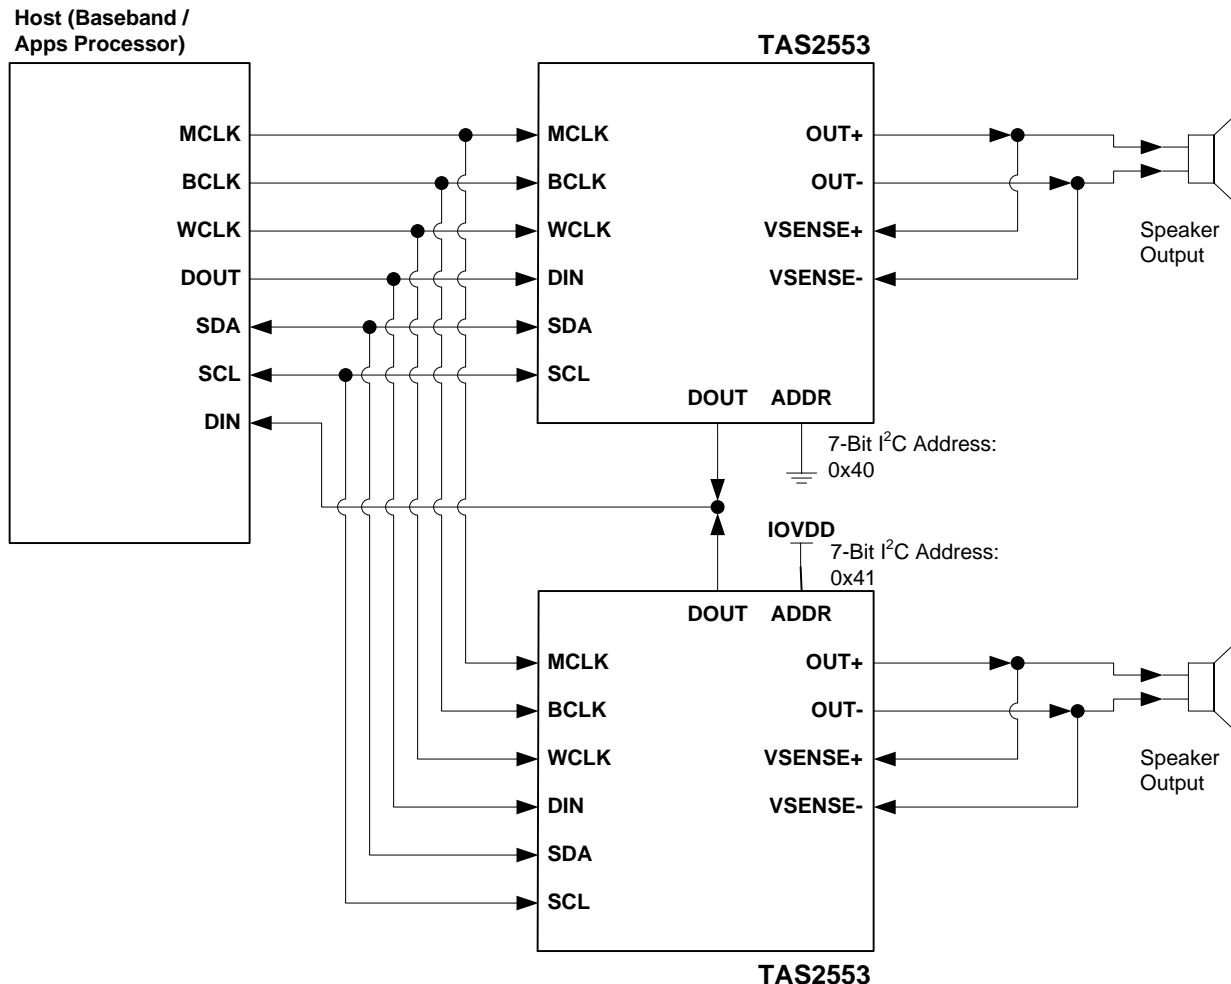 Host (Baseband /
Apps Processor)
MCLK
BCLK
WCLK
DOUT
SDA
SCL
DIN
TAS2553
MCLK
BCLK
WCLK
DIN
SDA
SCL
OUT+
OUT-
VSENSE+
VSENSE-
DOUT
ADDR
Speaker
Output
7-Bit I²C Address:
0x40
IOVDD
7-Bit I²C Address:
0x41
DOUT
ADDR
MCLK
BCLK
WCLK
DIN
SDA
SCL
OUT+
OUT-
VSENSE+
VSENSE-
Speaker
Output
TAS2553